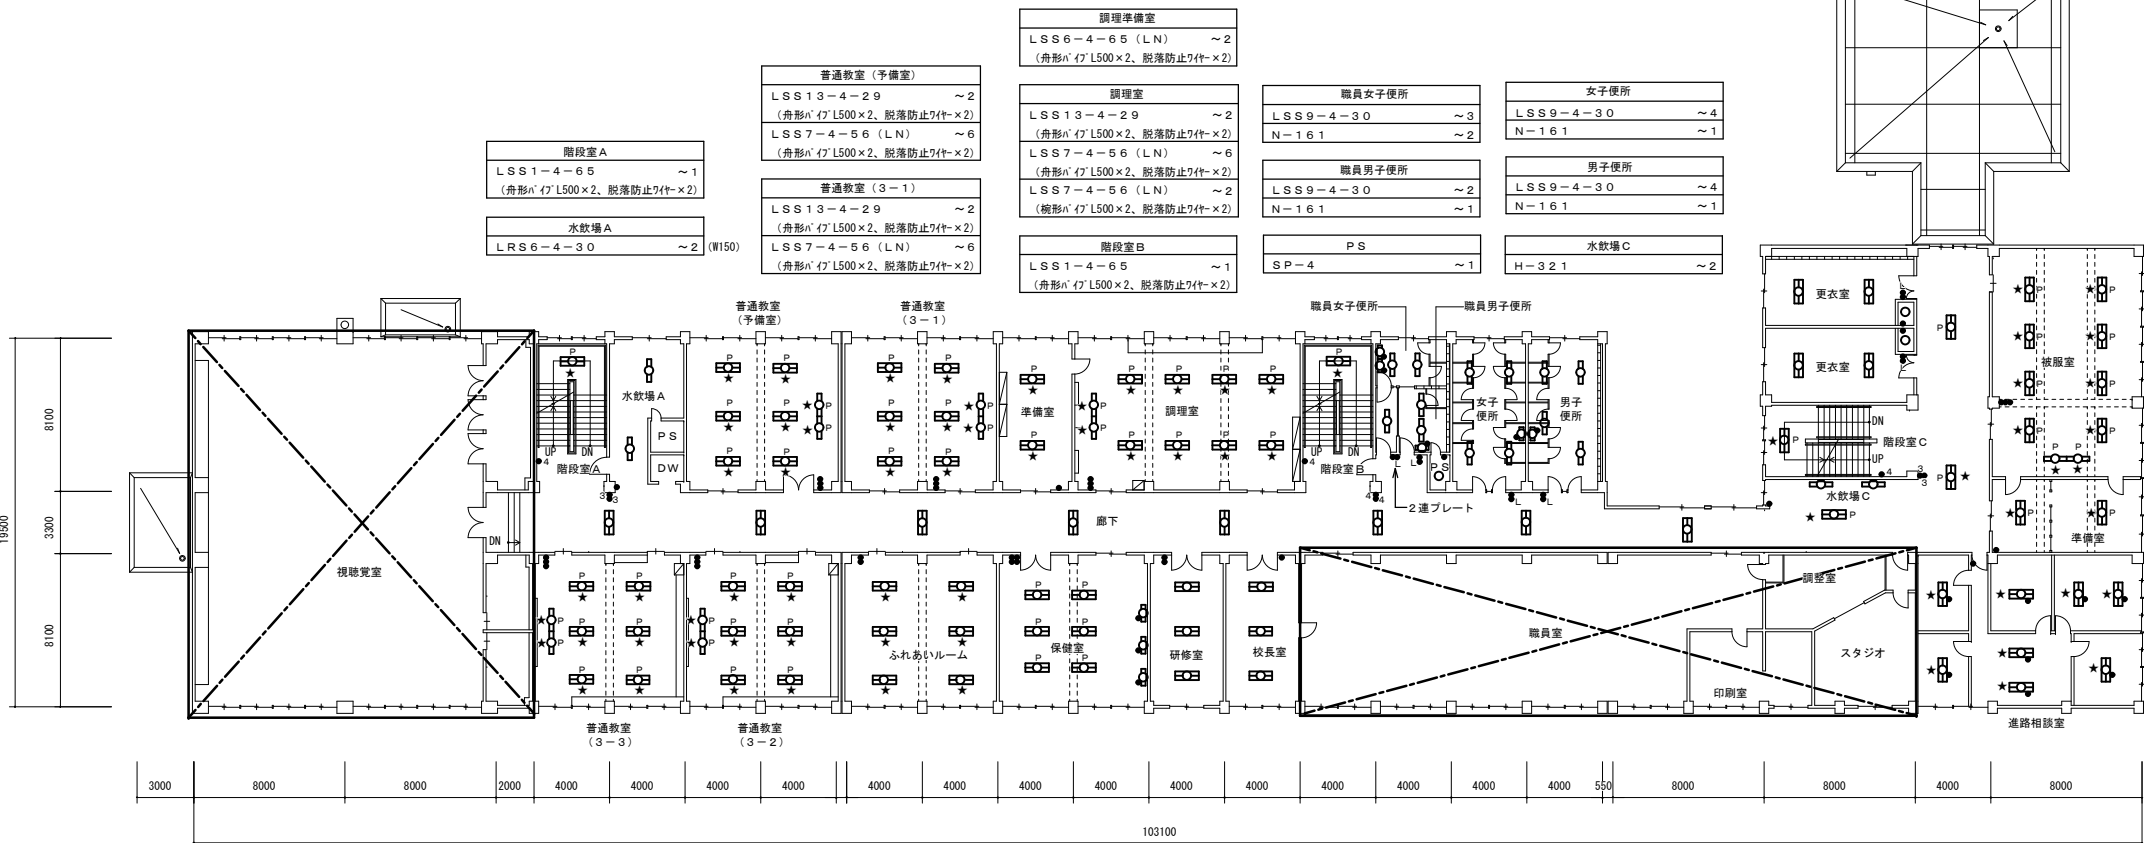 調理準備室
LSS6-4-65 (LN) ~2
(舟形パイプL500×2、脱落防止ワイヤー×2)
普通教室(予備室)
LSS13-4-29 ~2
(舟形パイプL500×2、脱落防止ワイヤー×2)
LSS7-4-56 (LN) ~6
(舟形パイプL500×2、脱落防止ワイヤー×2)
調理室
LSS13-4-29 ~2
(舟形パイプL500×2、脱落防止ワイヤー×2)
LSS7-4-56 (LN) ~6
(舟形パイプL500×2、脱落防止ワイヤー×2)
LSS7-4-56 (LN) ~2
(椀形パイプL500×2、脱落防止ワイヤー×2)
職員女子便所
LSS9-4-30 ~3
N-161 ~2
女子便所
LSS9-4-30 ~4
N-161 ~1
階段室A
LSS1-4-65 ~1
(舟形パイプL500×2、脱落防止ワイヤー×2)
普通教室(3-1)
LSS13-4-29 ~2
(舟形パイプL500×2、脱落防止ワイヤー×2)
LSS7-4-56 (LN) ~6
(舟形パイプL500×2、脱落防止ワイヤー×2)
職員男子便所
LSS9-4-30 ~2
N-161 ~1
男子便所
LSS9-4-30 ~4
N-161 ~1
水飲場A
LRS6-4-30 ~2 (W150)
階段室B
LSS1-4-65 ~1
(舟形パイプL500×2、脱落防止ワイヤー×2)
PS
SP-4 ~1
水飲場C
H-321 ~2
普通教室
(予備室)
普通教室
(3-1)
職員女子便所
職員男子便所
更衣室
更衣室
被服室
水飲場A
PS
DW
UP DN
階段室A
準備室
調理室
UP DN
階段室B
PS
女子
便所
男子
便所
DN
階段室C
UP
水飲場C
準備室
2連プレート
廊下
DN
視聴覚室
ふれあいルーム
保健室
研修室
校長室
職員室
調整室
スタジオ
印刷室
進路相談室
普通教室
(3-3)
普通教室
(3-2)
19500
8100
3300
8100
3000 8000 8000 2000 4000 4000 4000 4000 4000 4000 4000 4000 4000 4000 4000 4000 4000 4000 550 8000 8000 4000 8000
103100